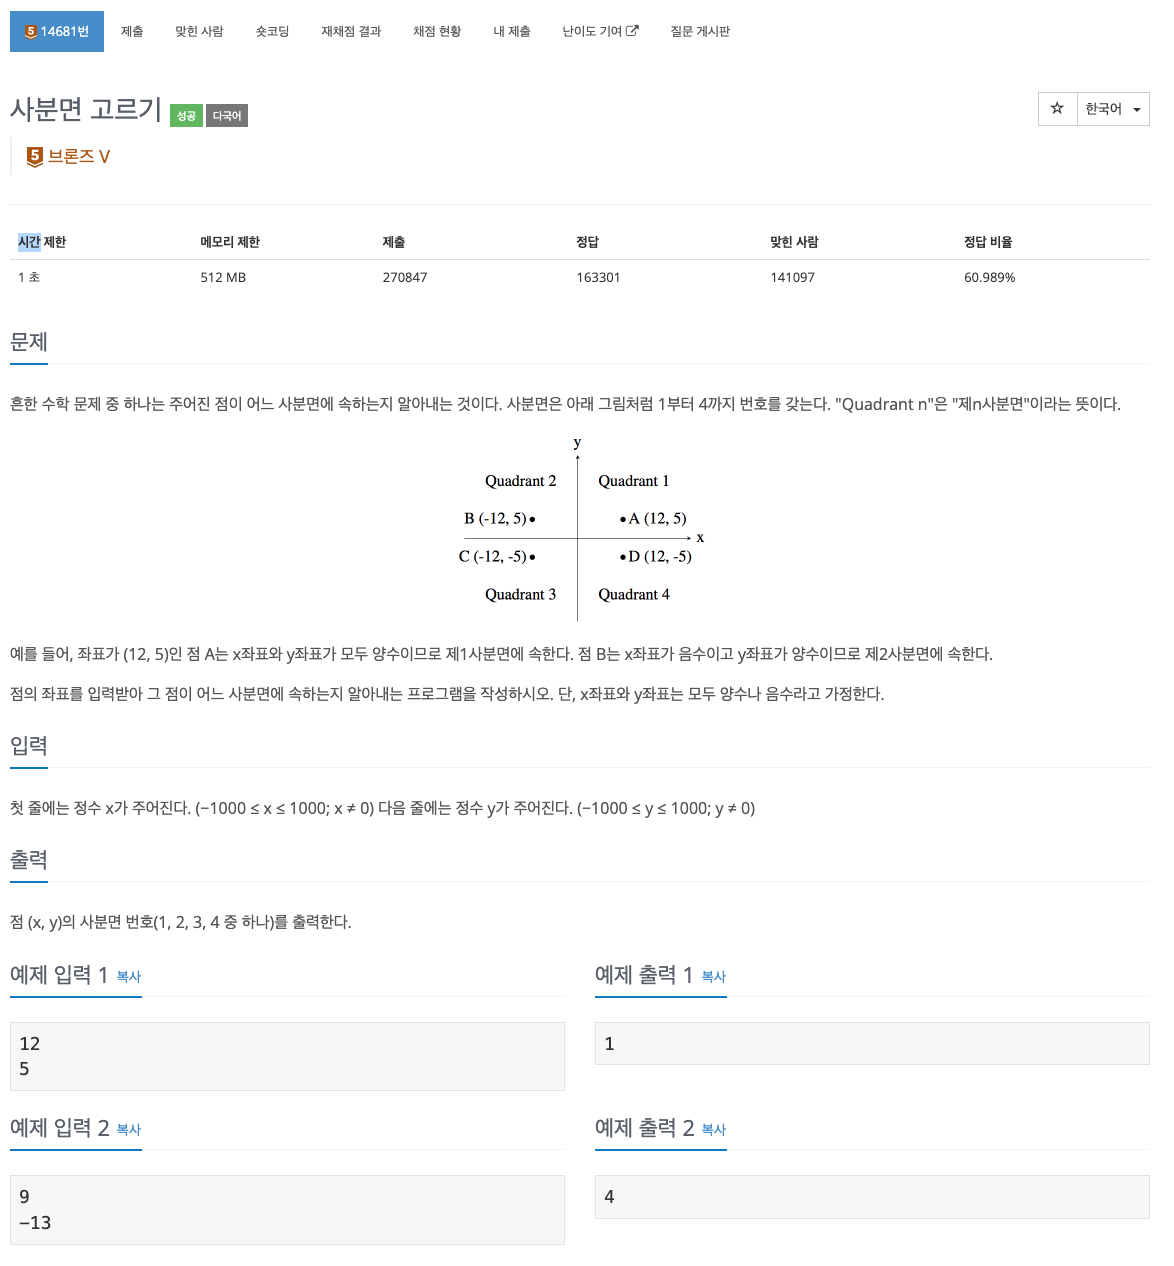 5 14681번 제출 맞힌 사람 숏코딩 재채점 결과 채점 현황 내 제출 난이도 기여 질문 게시판
사분면 고르기 성공 다국어 한국어
5 브론즈 V
시간 제한 메모리 제한 제출 정답 맞힌 사람 정답 비율
1 초 512 MB 270847 163301 141097 60.989%
문제
흔한 수학 문제 중 하나는 주어진 점이 어느 사분면에 속하는지 알아내는 것이다. 사분면은 아래 그림처럼 1부터 4까지 번호를 갖는다. "Quadrant n"은 "제n사분면"이라는 뜻이다.
y
Quadrant 2 Quadrant 1
B (-12, 5) A (12, 5)
x
C (-12, -5) D (12, -5)
Quadrant 3 Quadrant 4
예를 들어, 좌표가 (12, 5)인 점 A는 x좌표와 y좌표가 모두 양수이므로 제1사분면에 속한다. 점 B는 x좌표가 음수이고 y좌표가 양수이므로 제2사분면에 속한다.
점의 좌표를 입력받아 그 점이 어느 사분면에 속하는지 알아내는 프로그램을 작성하시오. 단, x좌표와 y좌표는 모두 양수나 음수라고 가정한다.
입력
첫 줄에는 정수 x가 주어진다. (−1000 ≤ x ≤ 1000; x ≠ 0) 다음 줄에는 정수 y가 주어진다. (−1000 ≤ y ≤ 1000; y ≠ 0)
출력
점 (x, y)의 사분면 번호(1, 2, 3, 4 중 하나)를 출력한다.
예제 입력 1 복사
12
5
예제 출력 1 복사
1
예제 입력 2 복사
9
−13
예제 출력 2 복사
4